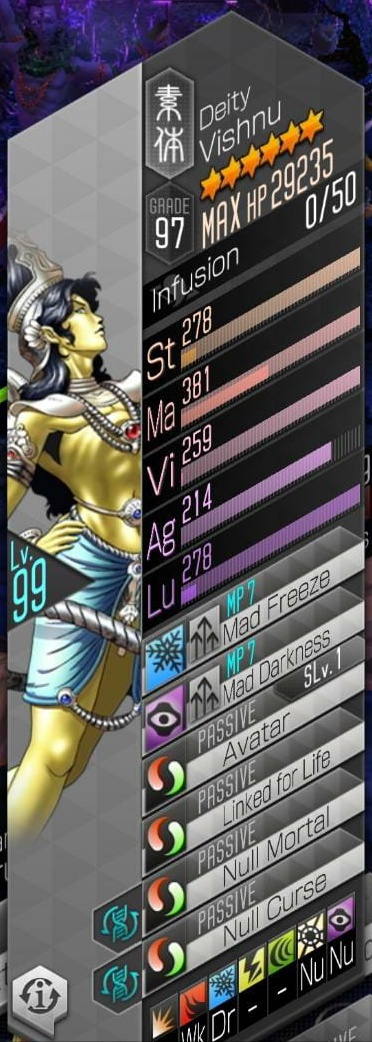 素体
Deity
Vishnu
GRADE
97
MAX HP 29235
0/50
Infusion
St 278
Ma 381
Vi 259
Ag 214
Lu 278
Lv.
99
MP 7
Mad Freeze
MP 7
Mad Darkness
SLv.1
PASSIVE
Avatar
PASSIVE
Linked for Life
PASSIVE
Null Mortal
PASSIVE
Null Curse
Wk Dr - - Nu Nu